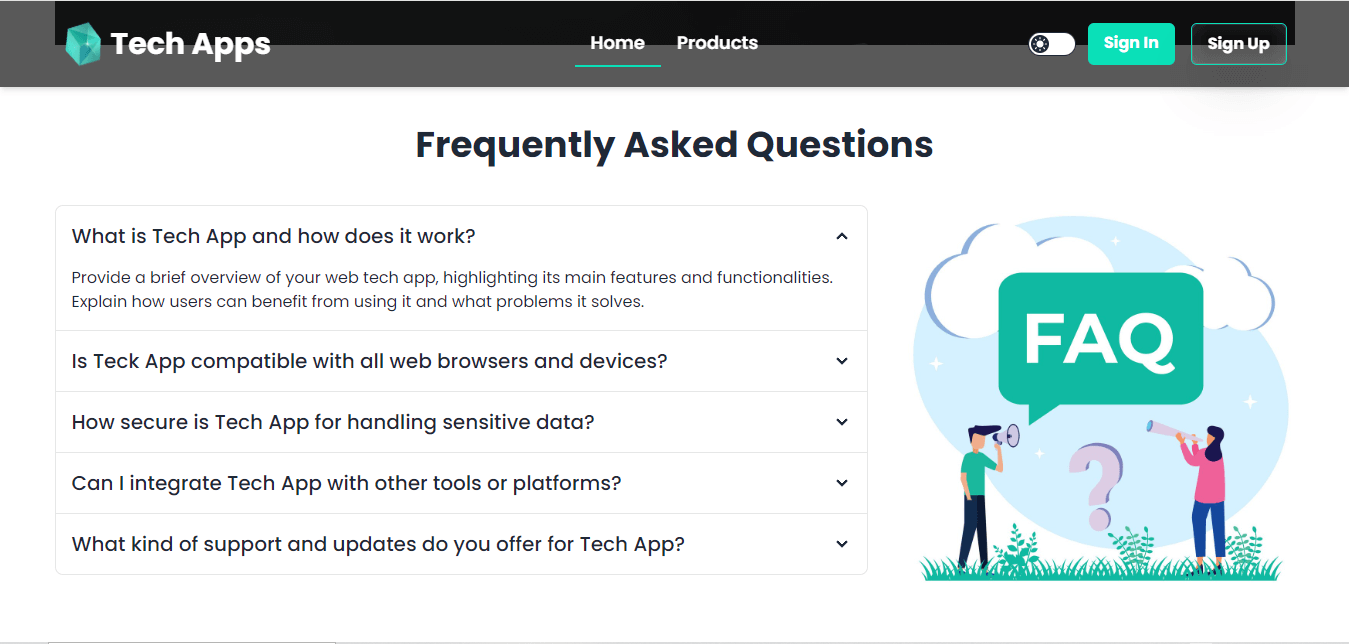 Tech Apps
Home
Products
Sign In
Sign Up
Frequently Asked Questions
What is Tech App and how does it work?
Provide a brief overview of your web tech app, highlighting its main features and functionalities.
Explain how users can benefit from using it and what problems it solves.
Is Teck App compatible with all web browsers and devices?
How secure is Tech App for handling sensitive data?
Can I integrate Tech App with other tools or platforms?
What kind of support and updates do you offer for Tech App?
FAQ
?